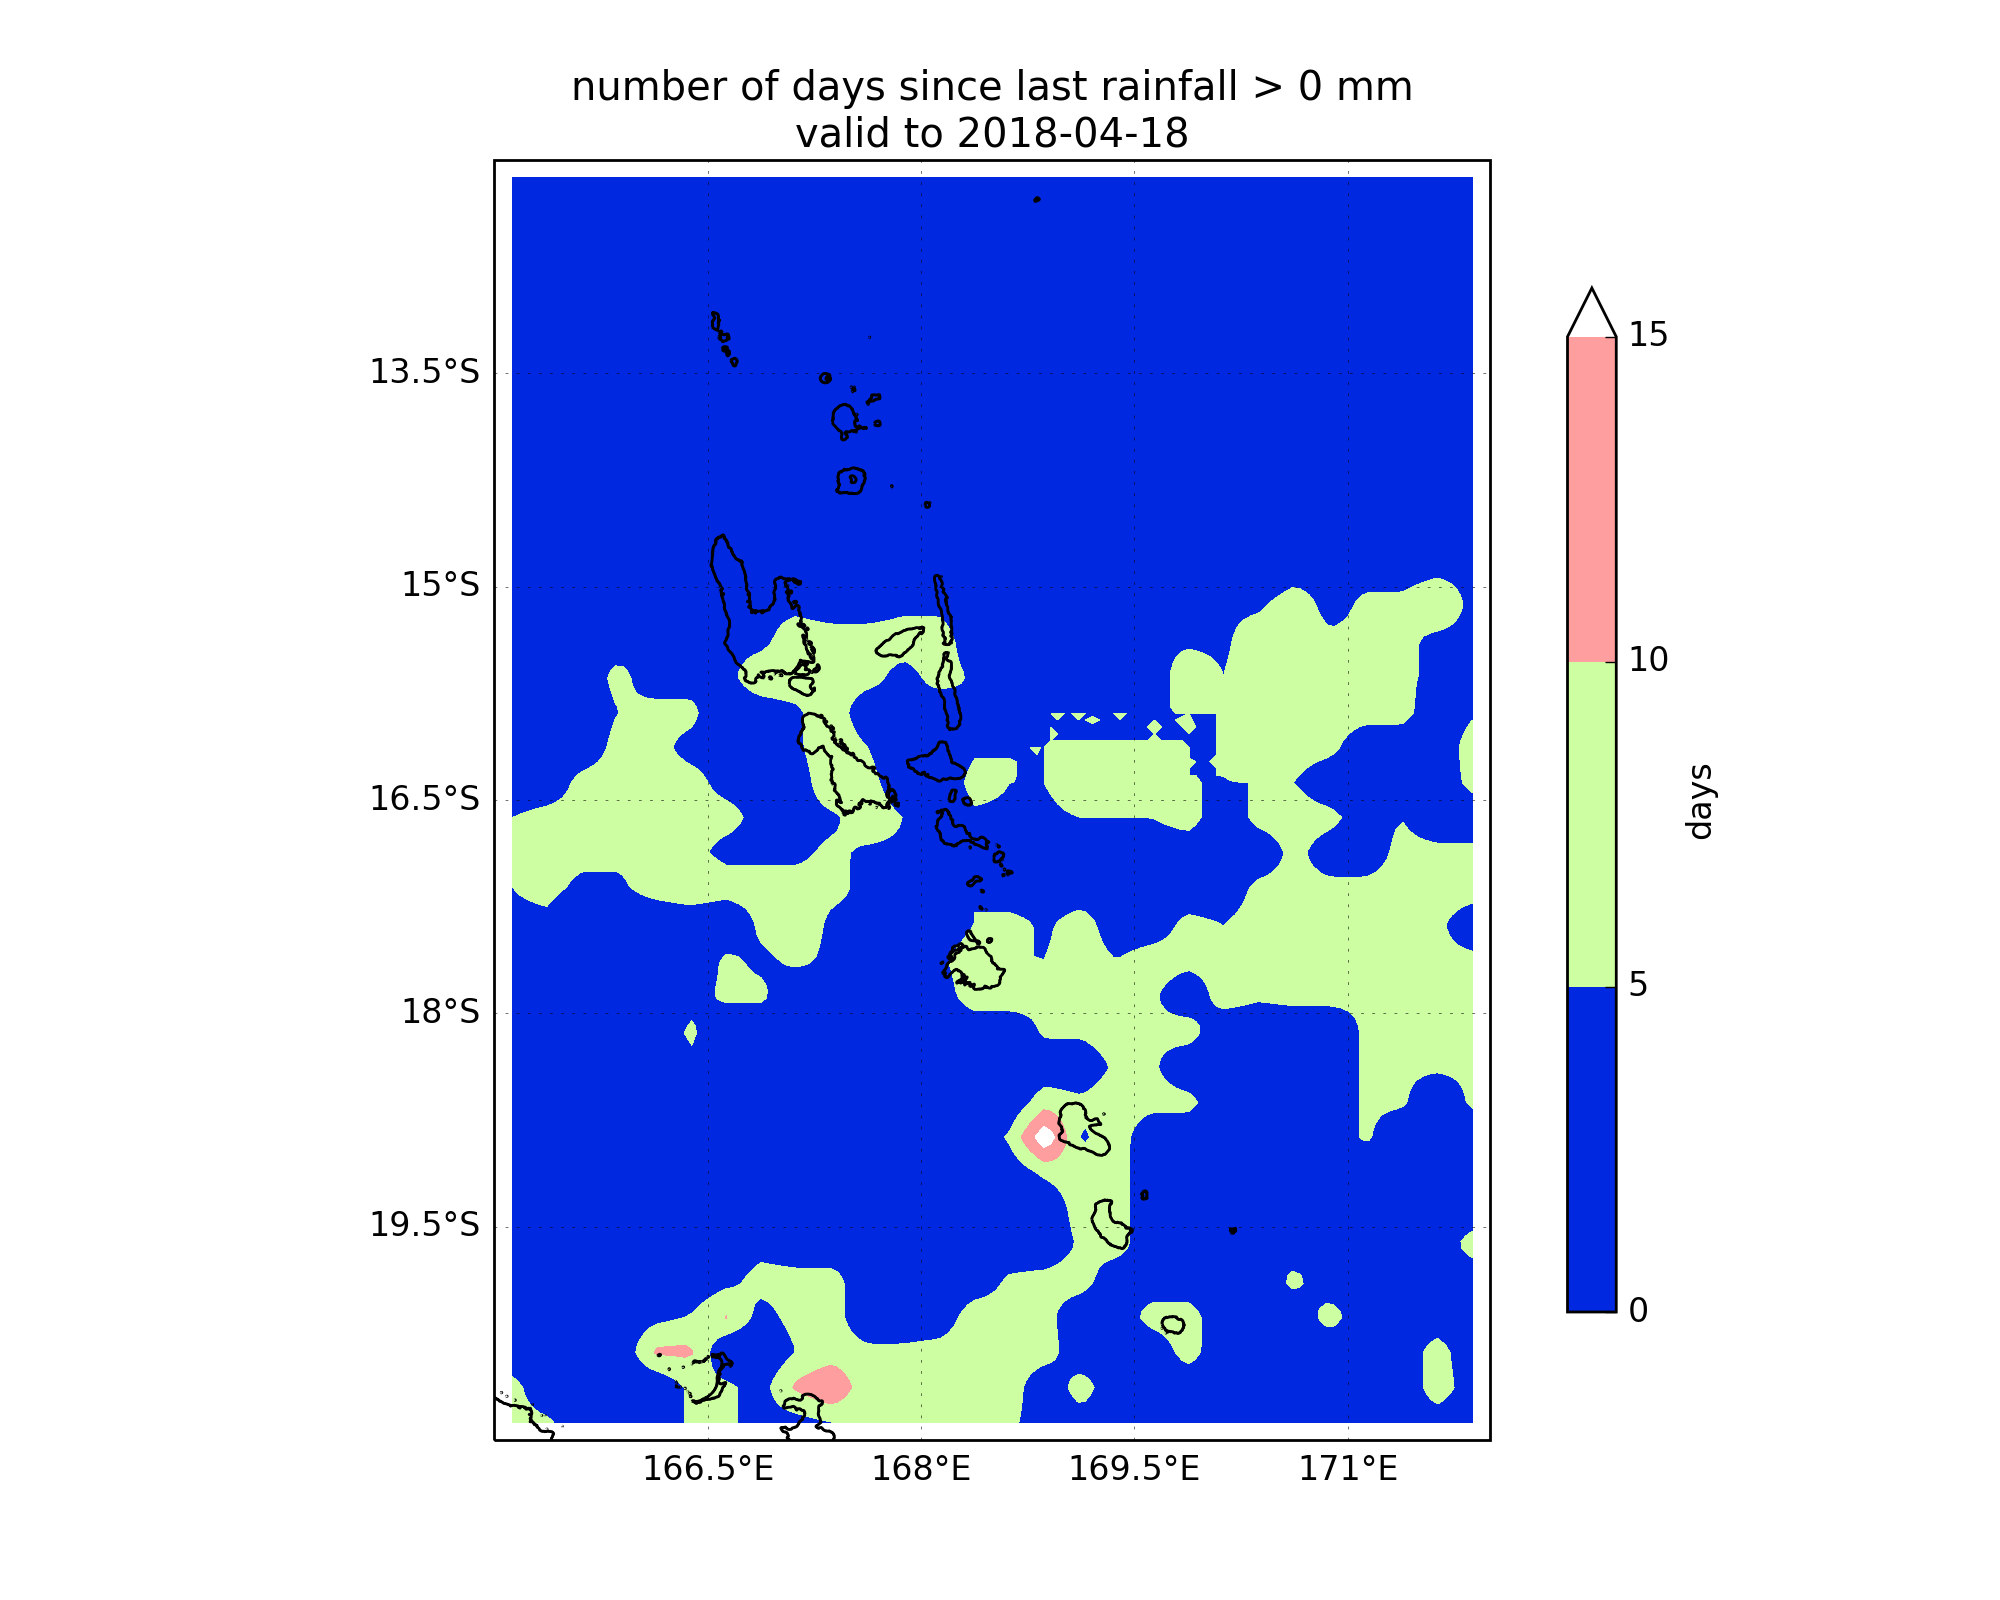 number of days since last rainfall > 0 mm
valid to 2018-04-18
13.5°S
15°S
16.5°S
18°S
19.5°S
166.5°E
168°E
169.5°E
171°E
15
10
5
0
days